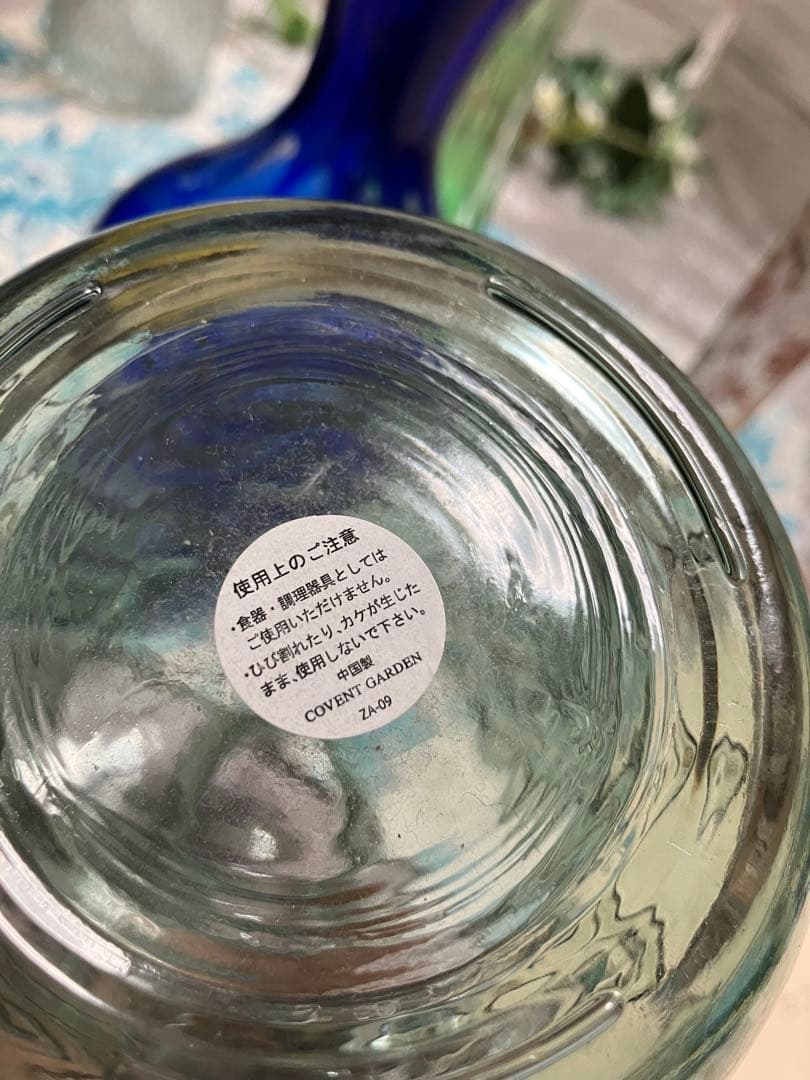 使用上のご注意
・食器・調理器具としては
ご使用いただけません。
・ひび割れたり、カケが生じた
まま、使用しないで下さい。
中国製
COVENT GARDEN
ZA-09